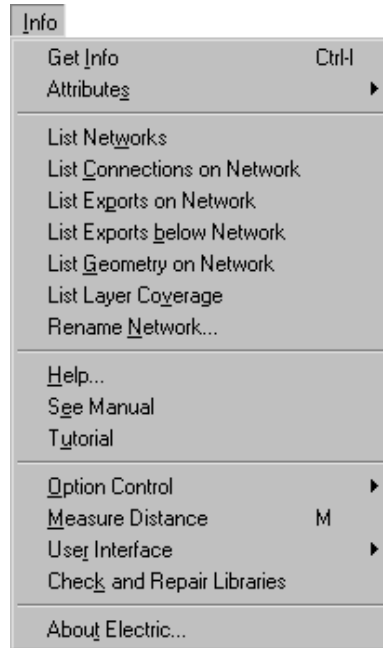 Info
Get Info Ctrl-I
Attributes
List Networks
List Connections on Network
List Exports on Network
List Exports below Network
List Geometry on Network
List Layer Coverage
Rename Network...
Help...
See Manual
Tutorial
Option Control
Measure Distance M
User Interface
Check and Repair Libraries
About Electric...